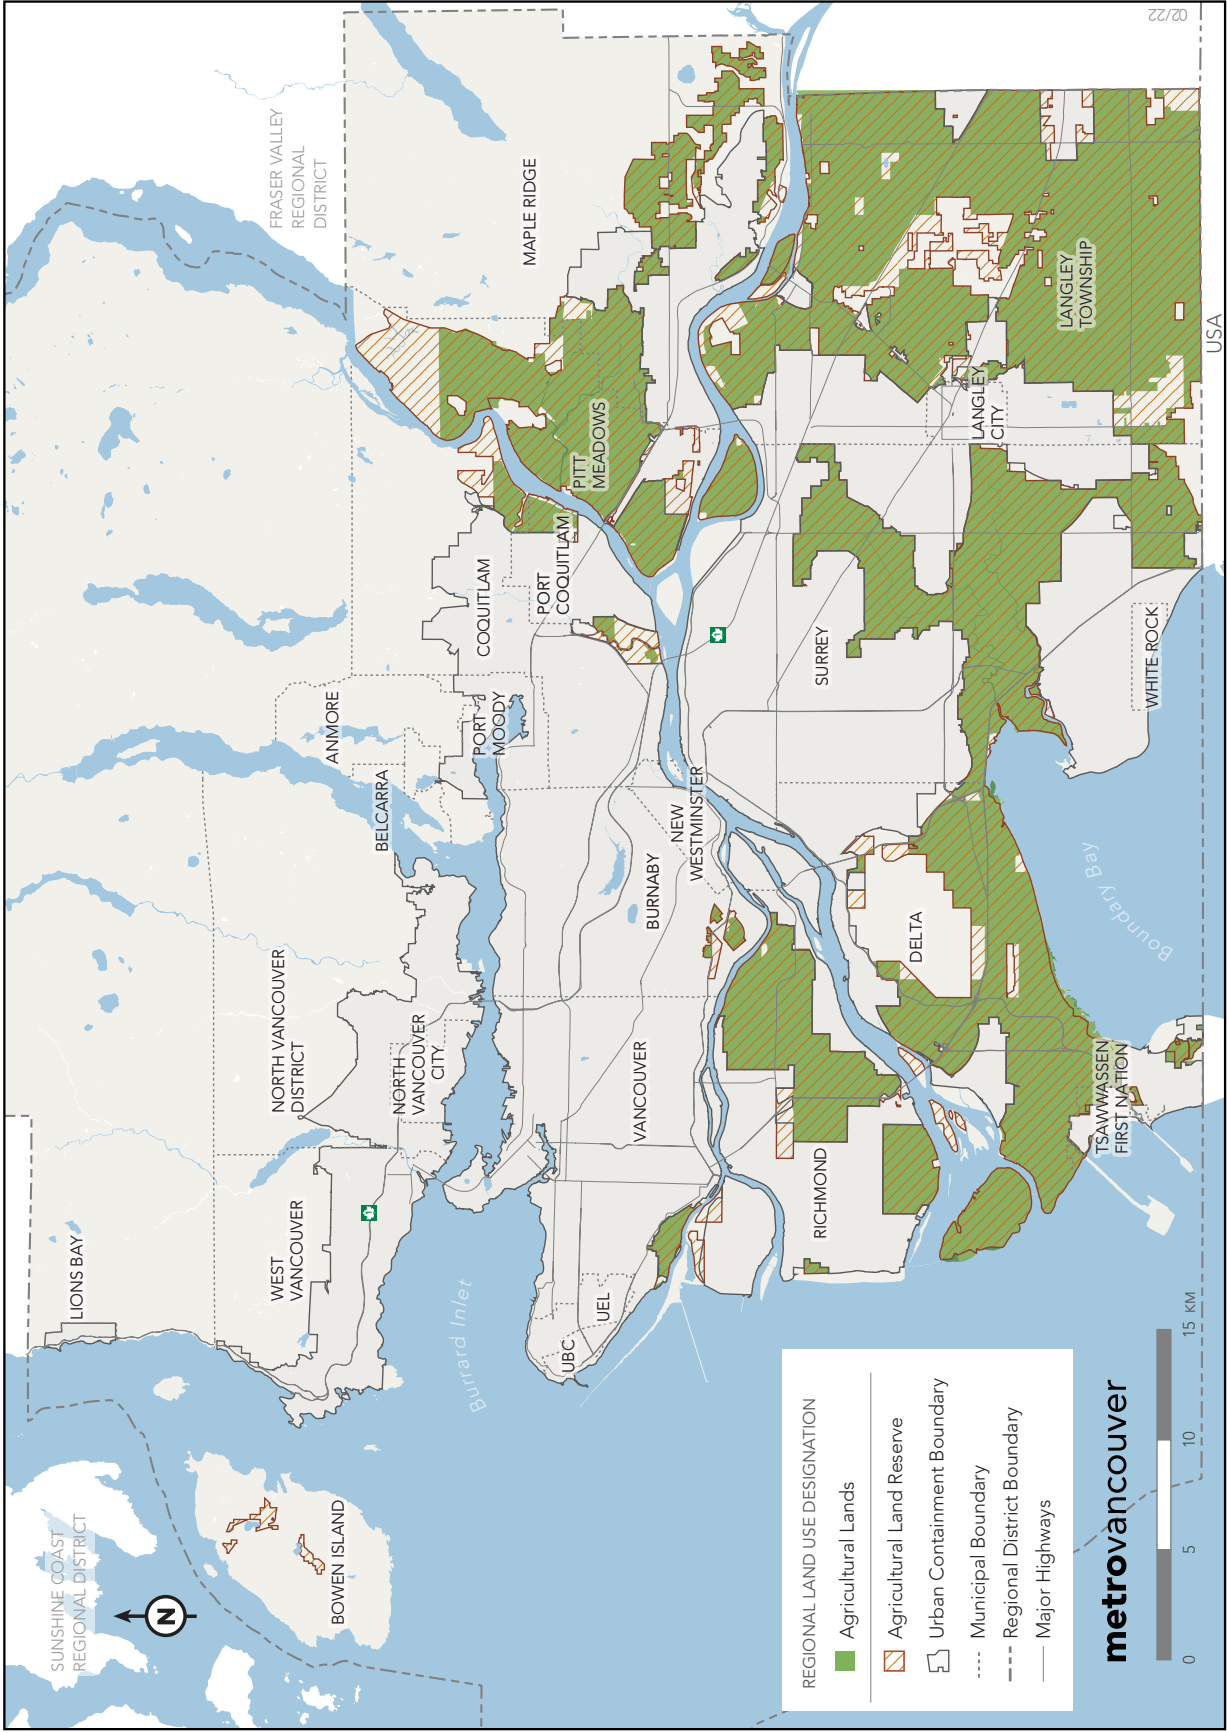 SUNSHINE COAST
REGIONAL DISTRICT
LIONS BAY
FRASER VALLEY
REGIONAL
DISTRICT
N
BOWEN ISLAND
WEST
VANCOUVER
NORTH VANCOUVER
DISTRICT
NORTH
VANCOUVER
CITY
BELCARRA
ANMORE
PORT
MOODY
COQUITLAM
PORT
COQUITLAM
PITT
MEADOWS
MAPLE RIDGE
Burrard Inlet
UBC
UEL
VANCOUVER
BURNABY
NEW
WESTMINSTER
RICHMOND
DELTA
SURREY
LANGLEY
CITY
LANGLEY
TOWNSHIP
WHITE ROCK
TSAWWASSEN
FIRST NATION
Boundary Bay
USA
1
1
REGIONAL LAND USE DESIGNATION
Agricultural Lands
Agricultural Land Reserve
Urban Containment Boundary
Municipal Boundary
Regional District Boundary
Major Highways
metrovancouver
0 5 10 15 KM
02/22